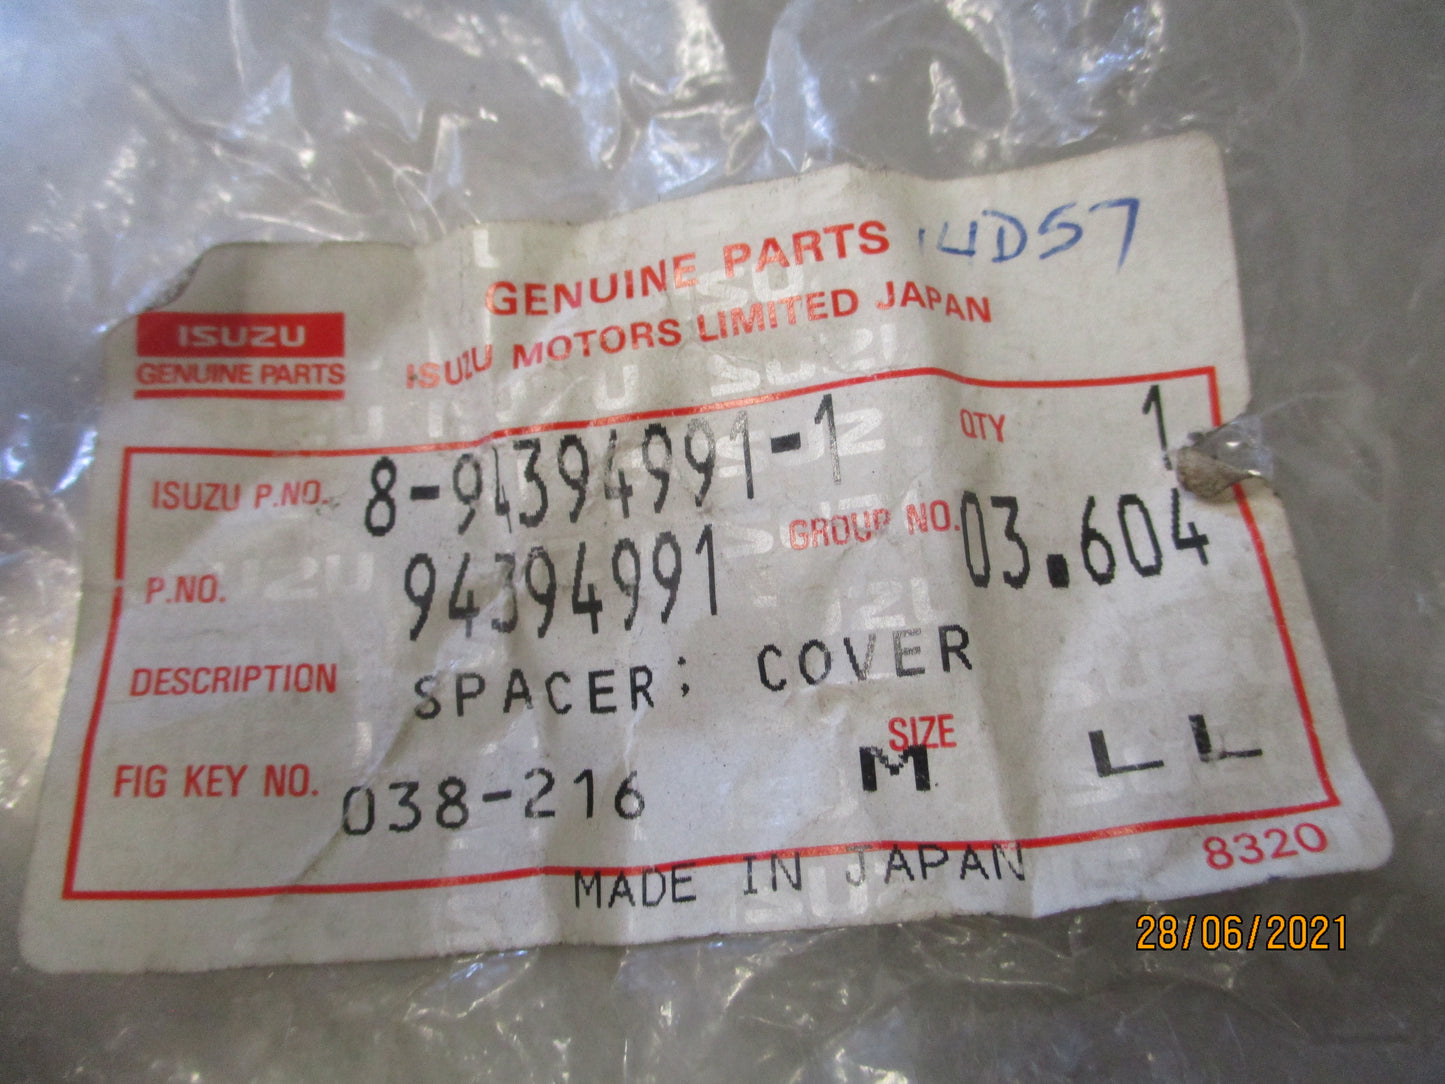 GENUINE PARTS
ISUZU MOTORS LIMITED JAPAN
ISUZU
GENUINE PARTS
ISUZU P.NO. 8-94394991-1 QTY 1
P.NO. 94394991 GROUP NO. 03.604
DESCRIPTION SPACER; COVER
FIG KEY NO. 038-216 SIZE M LL
MADE IN JAPAN 8320
28/06/2021